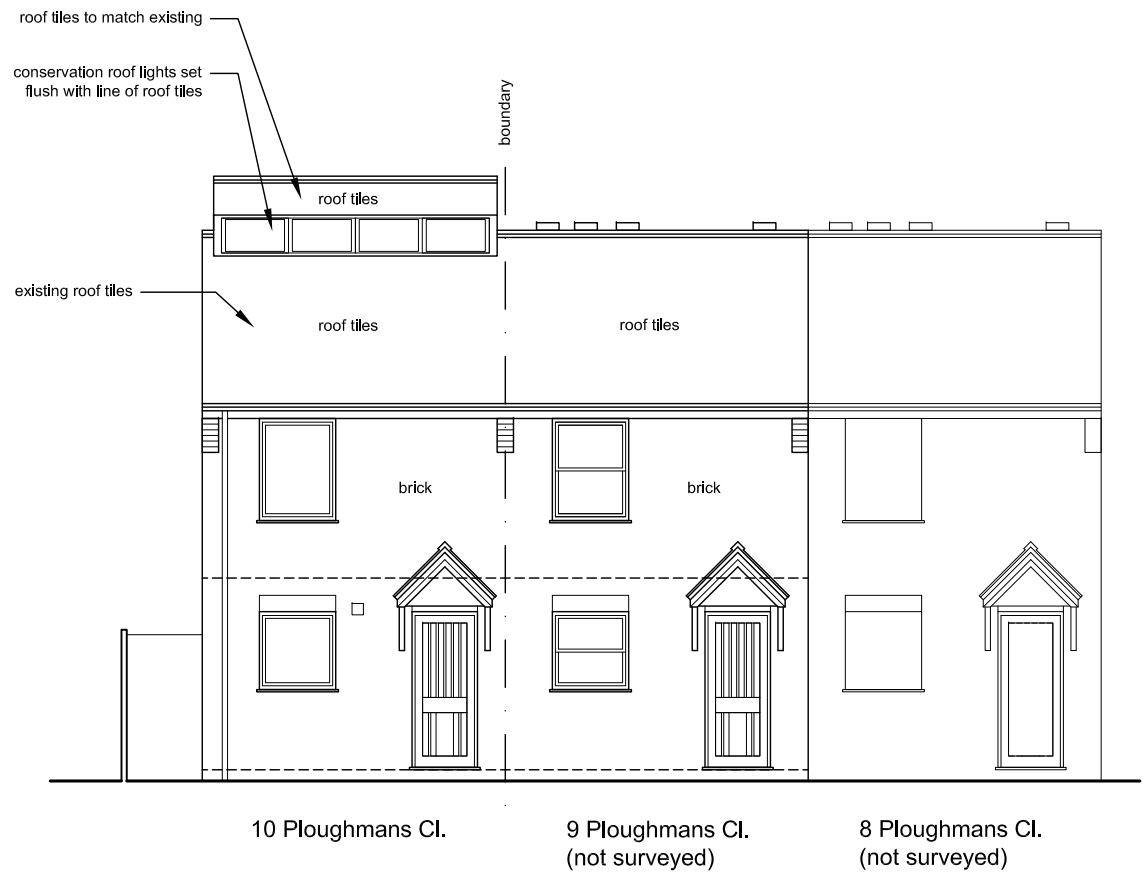 roof tiles to match existing
conservation roof lights set
flush with line of roof tiles
boundary
roof tiles
existing roof tiles
roof tiles
roof tiles
brick
brick
10 Ploughmans Cl.
9 Ploughmans Cl.
(not surveyed)
8 Ploughmans Cl.
(not surveyed)